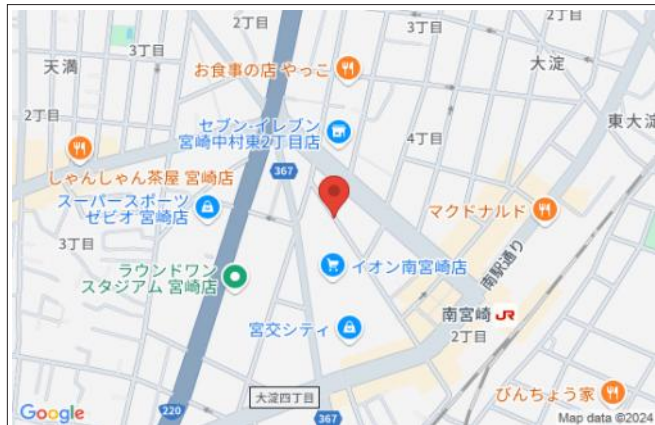 2丁目
3丁目
3丁目
2丁目
天満
お食事の店 やっこ
大淀
2丁目
セブン-イレブン
宮崎中村東2丁目店
4丁目
東大淀
367
しゃんしゃん茶屋 宮崎店
スーパースポーツ
ゼビオ 宮崎店
マクドナルド
3丁目
ラウンドワン
スタジアム 宮崎店
イオン南宮崎店
南駅通り
宮交シティ
南宮崎 JR
2丁目
大淀四丁目
びんちょう家
Google
220
367
Map data ©2024